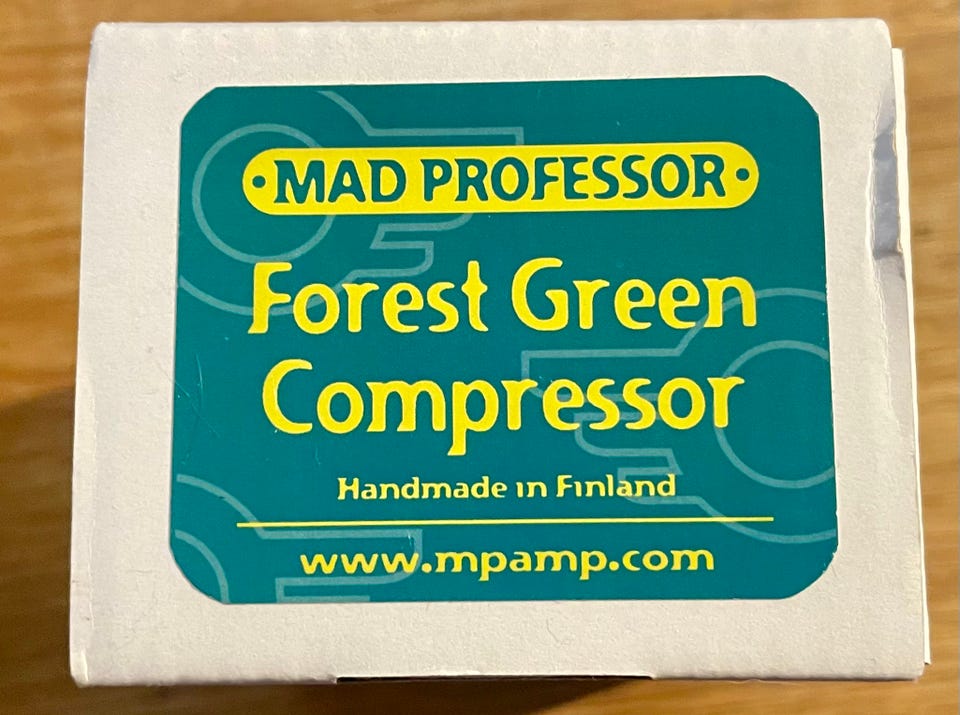 •MAD PROFESSOR•
Forest Green
Compressor
Handmade in Finland
www.mpamp.com